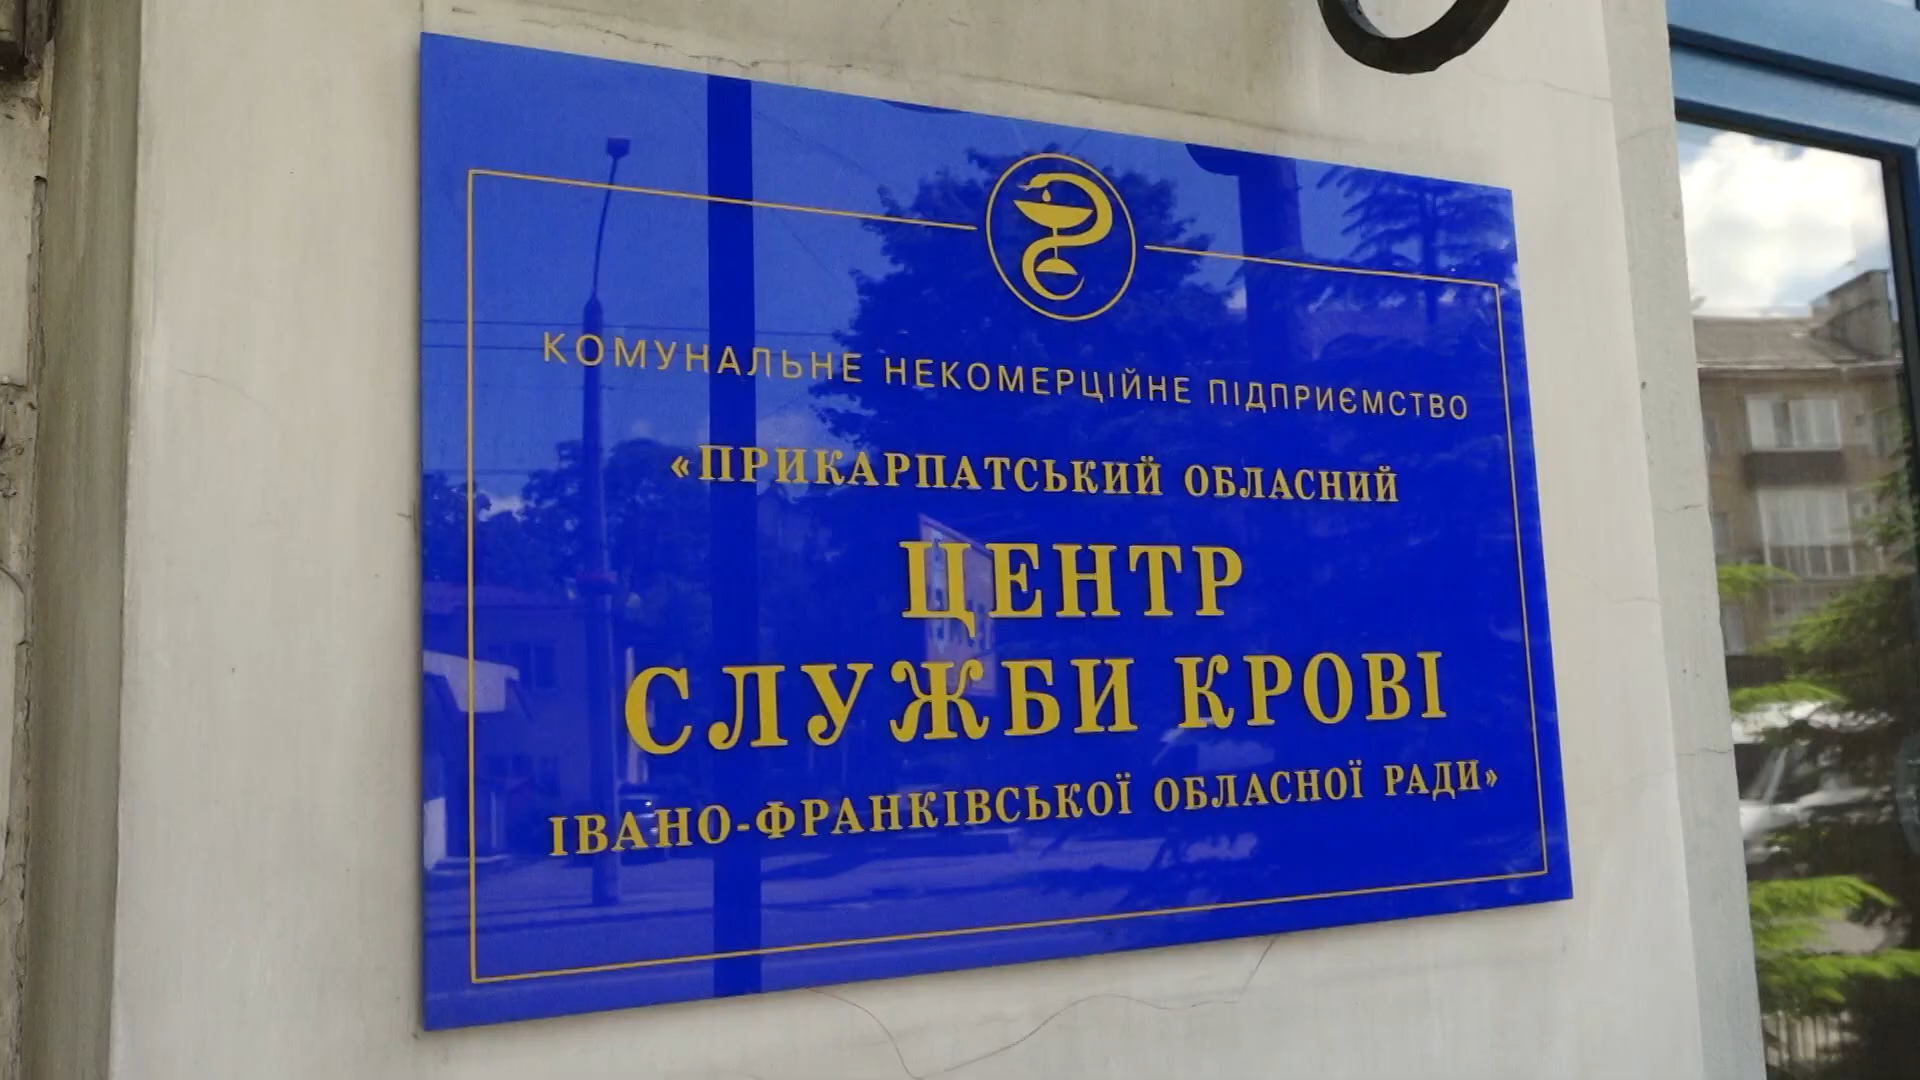 КОМУНАЛЬНЕ НЕКОМЕРЦІЙНЕ ПІДПРИЄМСТВО
«ПРИКАРПАТСЬКИЙ ОБЛАСНИЙ
ЦЕНТР
СЛУЖБИ КРОВІ
ІВАНО-ФРАНКІВСЬКОЇ ОБЛАСНОЇ РАДИ»